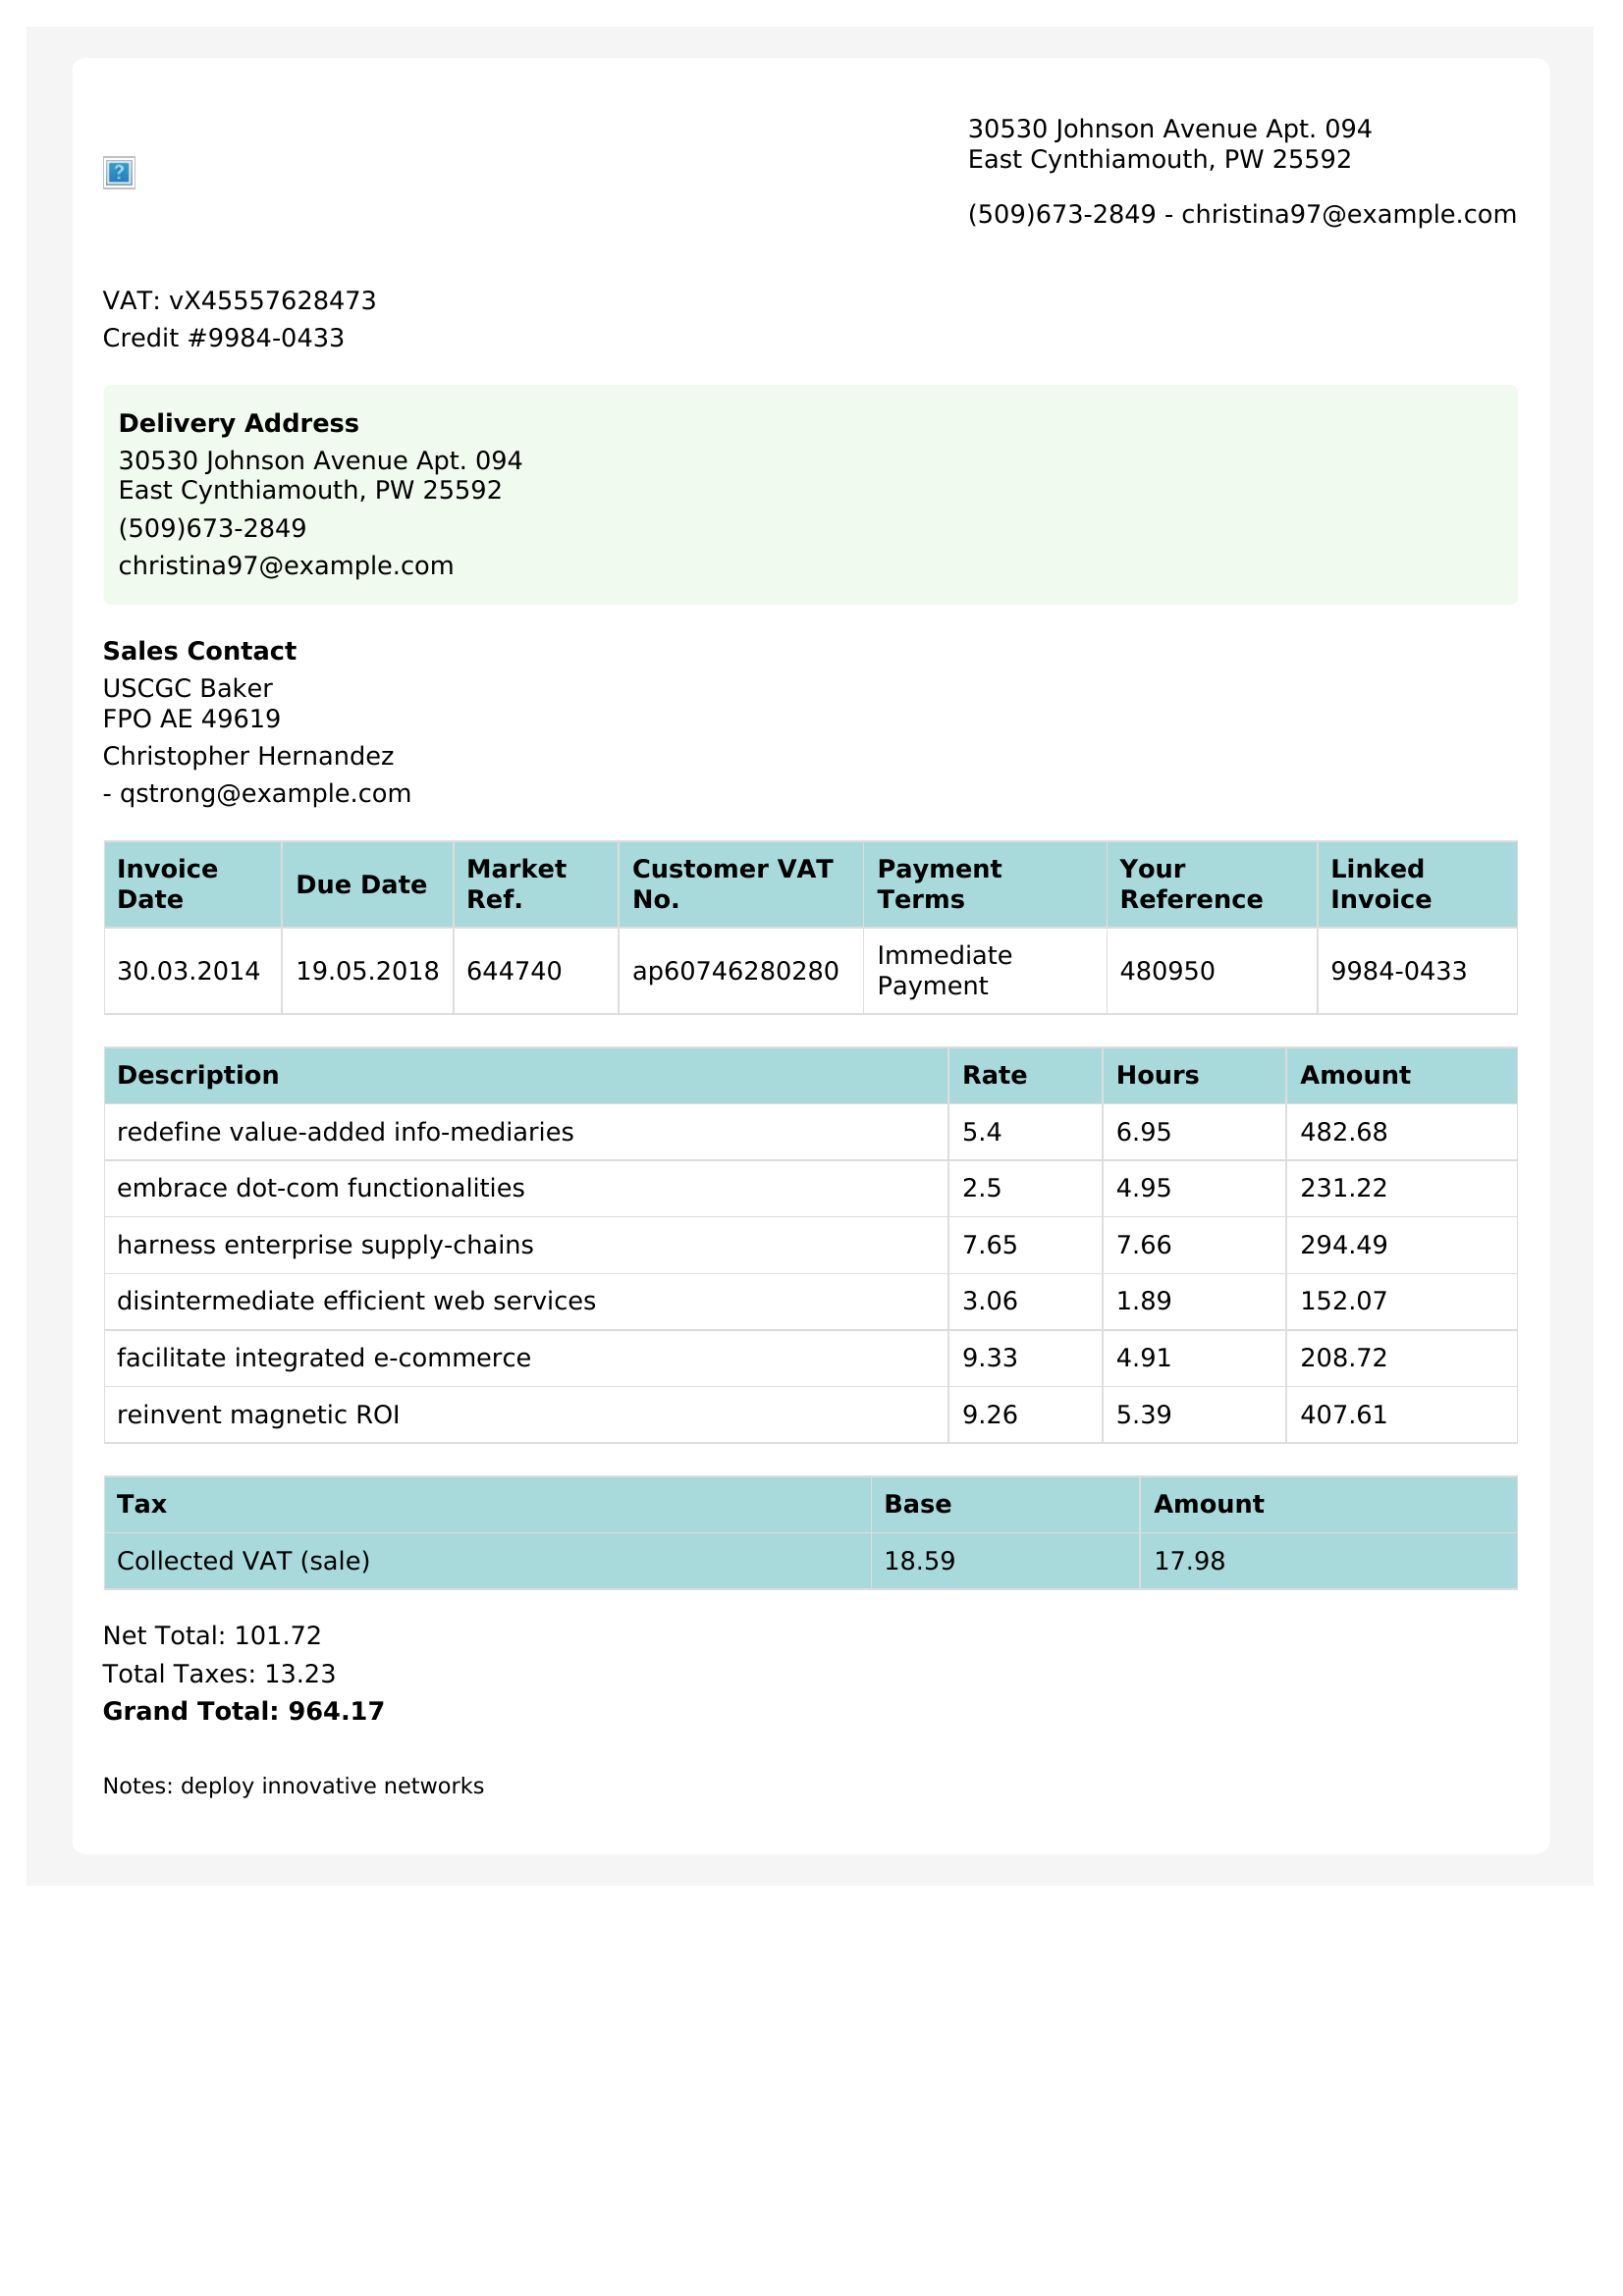 30530 Johnson Avenue Apt. 094
East Cynthiamouth, PW 25592
(509)673-2849 - christina97@example.com
VAT: vX45557628473
Credit #9984-0433
Delivery Address
30530 Johnson Avenue Apt. 094
East Cynthiamouth, PW 25592
(509)673-2849
christina97@example.com
Sales Contact
USCGC Baker
FPO AE 49619
Christopher Hernandez
- qstrong@example.com
Invoice Date Due Date Market Ref. Customer VAT No. Payment Terms Your Reference Linked Invoice
30.03.2014 19.05.2018 644740 ap60746280280 Immediate Payment 480950 9984-0433
Description Rate Hours Amount
redefine value-added info-mediaries 5.4 6.95 482.68
embrace dot-com functionalities 2.5 4.95 231.22
harness enterprise supply-chains 7.65 7.66 294.49
disintermediate efficient web services 3.06 1.89 152.07
facilitate integrated e-commerce 9.33 4.91 208.72
reinvent magnetic ROI 9.26 5.39 407.61
Tax Base Amount
Collected VAT (sale) 18.59 17.98
Net Total: 101.72
Total Taxes: 13.23
Grand Total: 964.17
Notes: deploy innovative networks